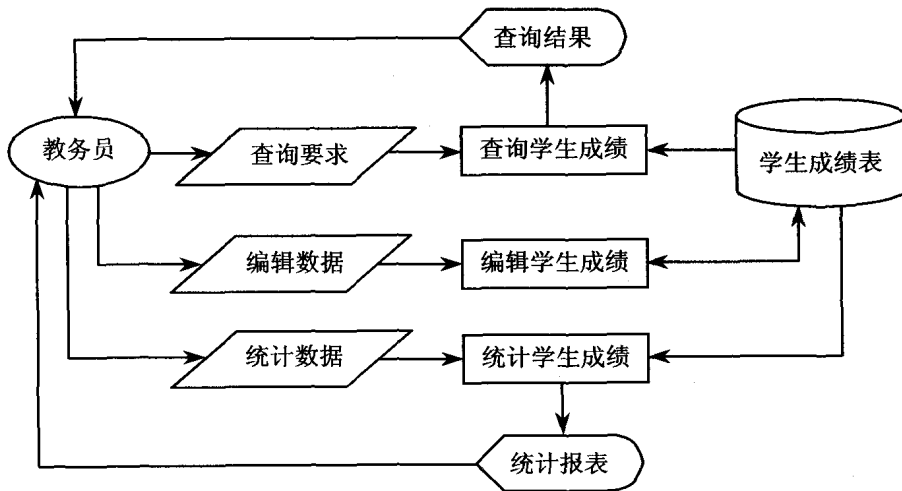 查询结果
教务员
查询要求
查询学生成绩
学生成绩表
编辑数据
编辑学生成绩
统计数据
统计学生成绩
统计报表